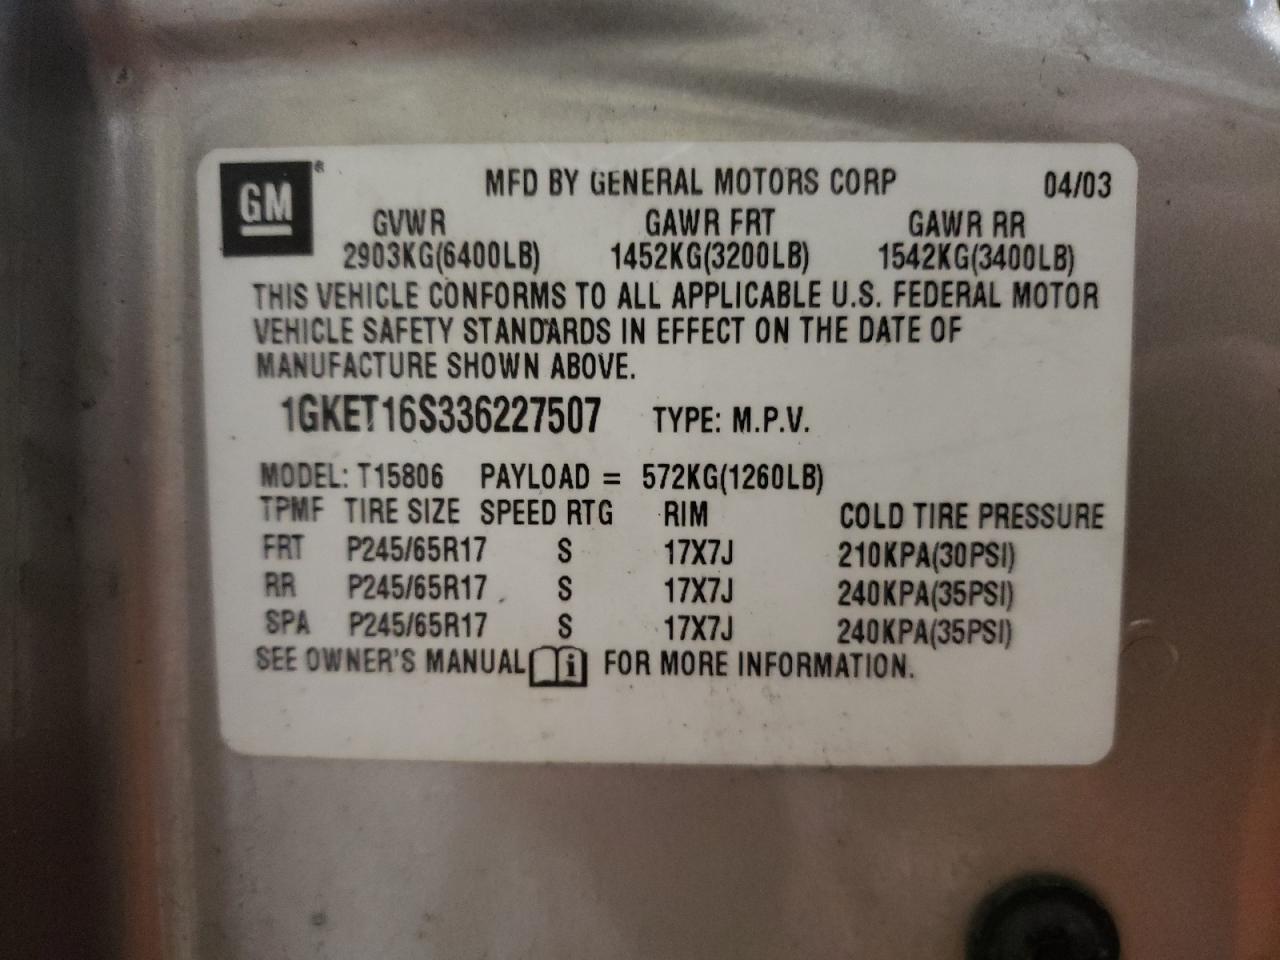 GM ® MFD BY GENERAL MOTORS CORP 04/03
GVWR GAWR FRT GAWR RR
2903KG(6400LB) 1452KG(3200LB) 1542KG(3400LB)
THIS VEHICLE CONFORMS TO ALL APPLICABLE U.S. FEDERAL MOTOR
VEHICLE SAFETY STANDARDS IN EFFECT ON THE DATE OF
MANUFACTURE SHOWN ABOVE.
1GKET16S336227507 TYPE: M.P.V.
MODEL: T15806 PAYLOAD = 572KG(1260LB)
TPMF TIRE SIZE SPEED RTG RIM COLD TIRE PRESSURE
FRT P245/65R17 S 17X7J 210KPA(30PSI)
RR P245/65R17 S 17X7J 240KPA(35PSI)
SPA P245/65R17 S 17X7J 240KPA(35PSI)
SEE OWNER'S MANUAL i FOR MORE INFORMATION.